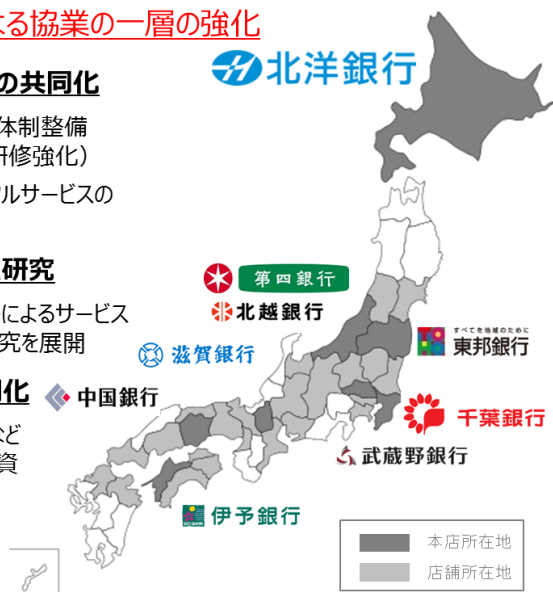 よる協業の一層の強化
北洋銀行
の共同化
体制整備
研修強化）
ルサービスの
研究
によるサービス
究を展開
第四銀行
北越銀行
滋賀銀行
すべてを地域のために
東邦銀行
化
中国銀行
など
資
千葉銀行
武蔵野銀行
伊予銀行
本店所在地
店舗所在地